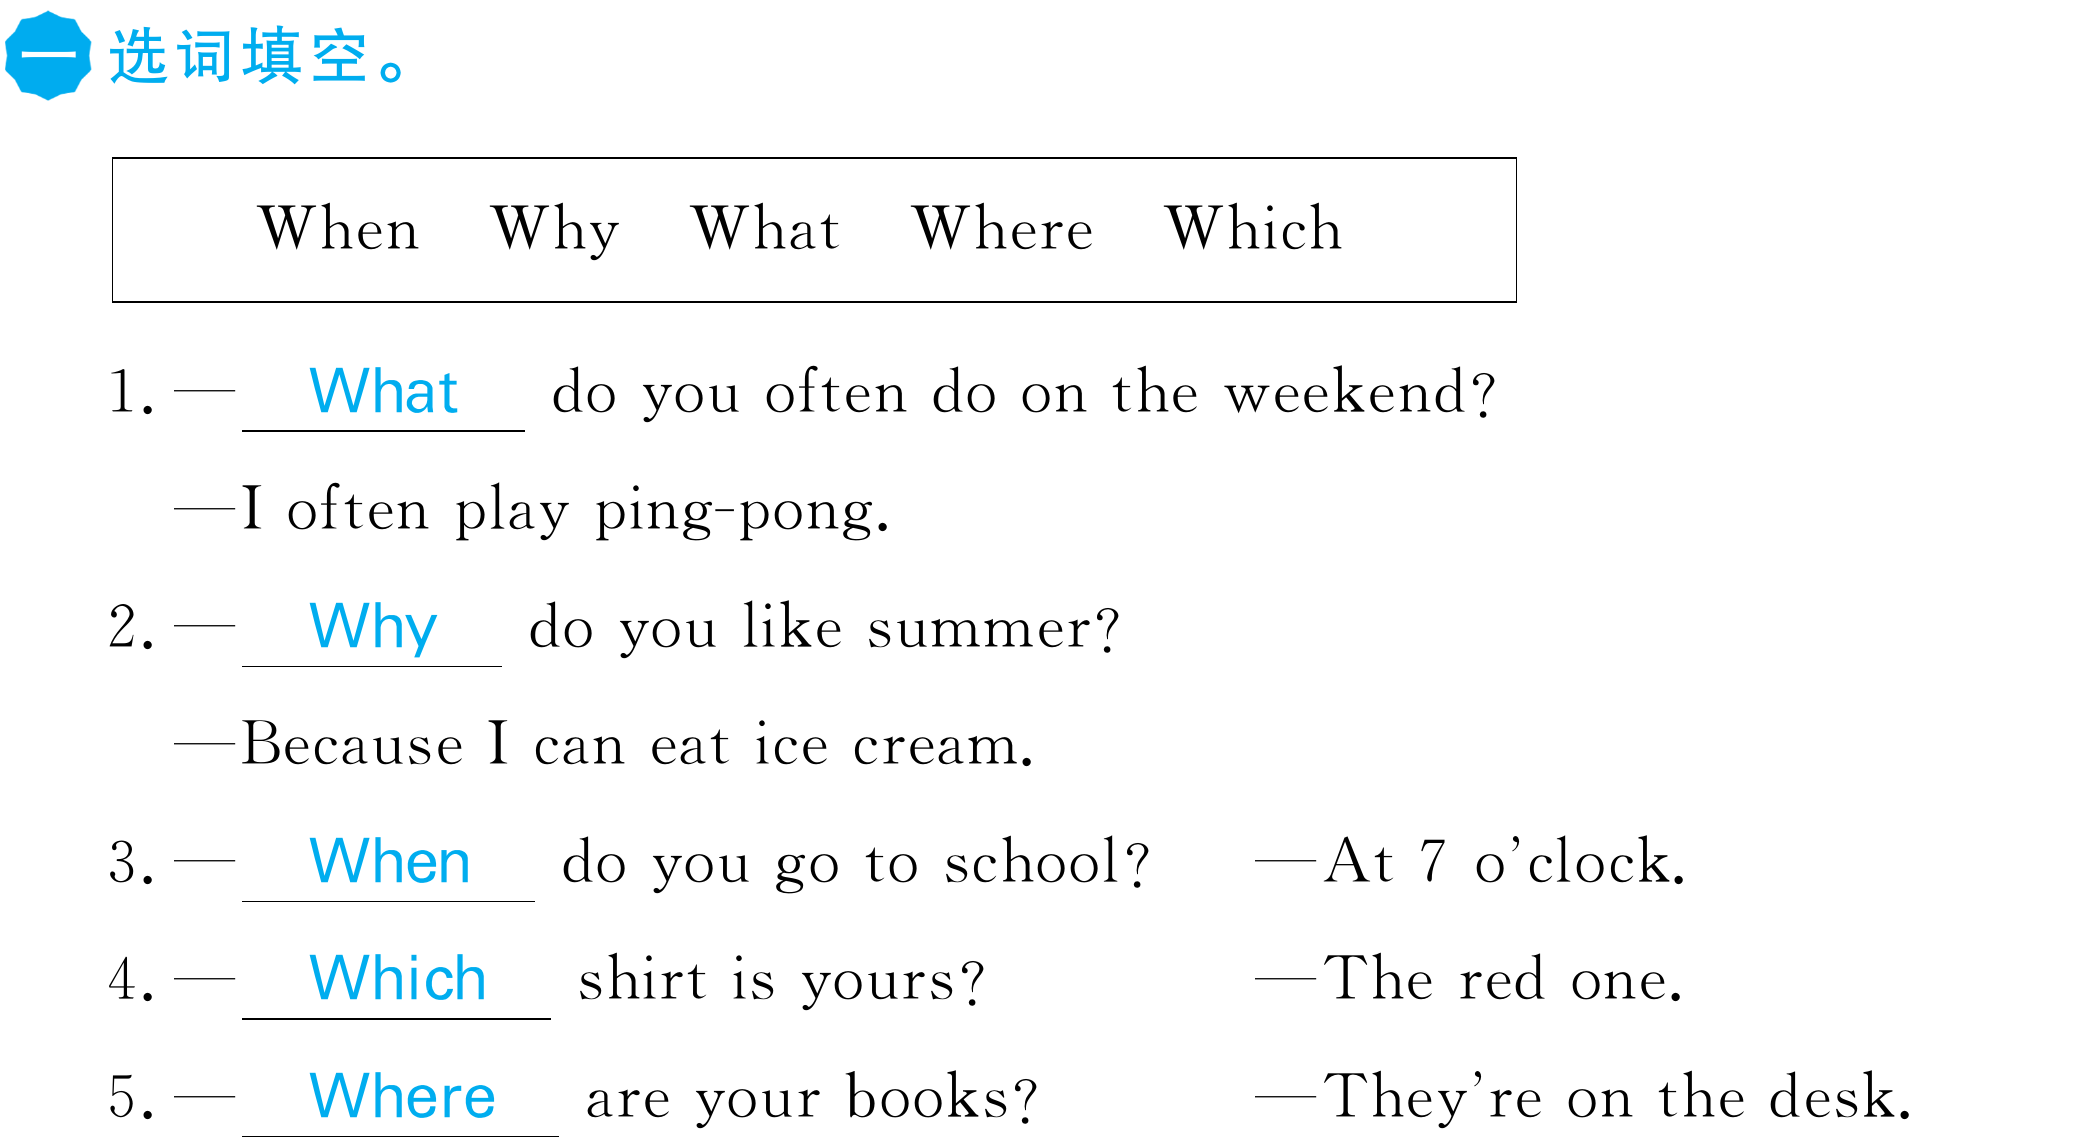 一 选词填空。
When Why What Where Which
1. — What do you often do on the weekend?
—I often play ping-pong.
2. — Why do you like summer?
—Because I can eat ice cream.
3. — When do you go to school? —At 7 o’clock.
4. — Which shirt is yours? —The red one.
5. — Where are your books? —They’re on the desk.